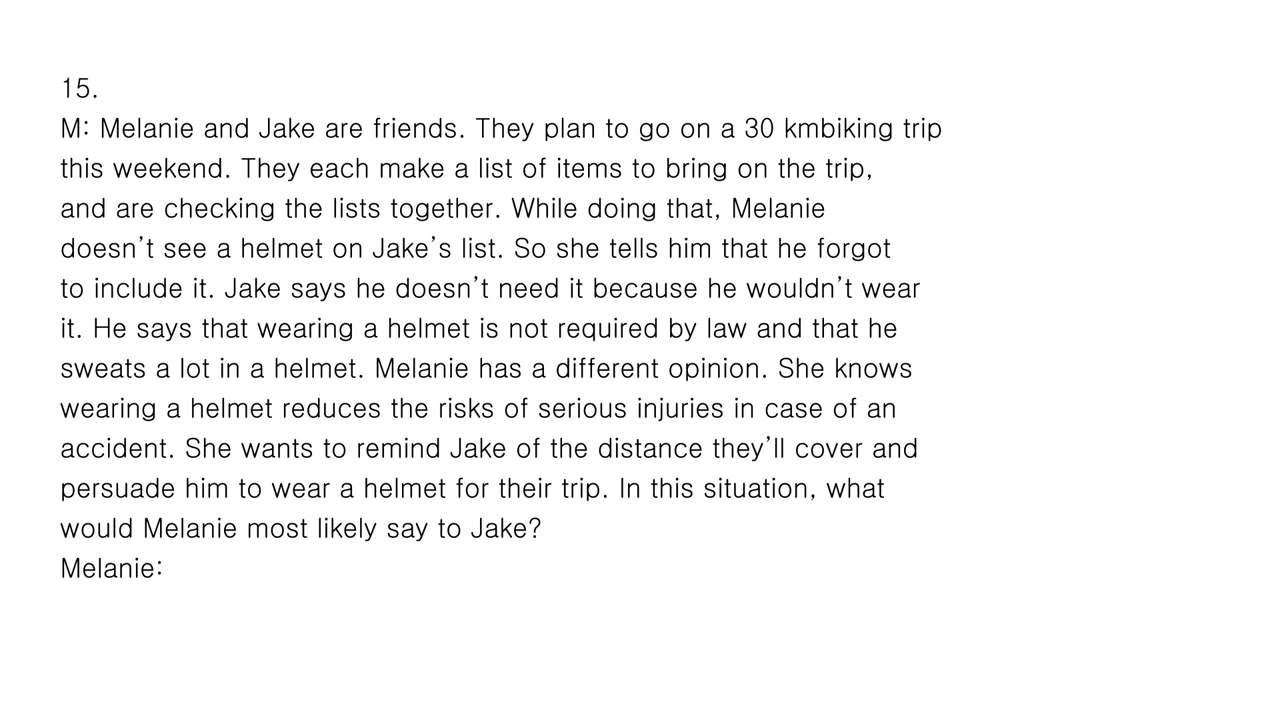 15.
M: Melanie and Jake are friends. They plan to go on a 30 kmbiking trip
this weekend. They each make a list of items to bring on the trip,
and are checking the lists together. While doing that, Melanie
doesn’t see a helmet on Jake’s list. So she tells him that he forgot
to include it. Jake says he doesn’t need it because he wouldn’t wear
it. He says that wearing a helmet is not required by law and that he
sweats a lot in a helmet. Melanie has a different opinion. She knows
wearing a helmet reduces the risks of serious injuries in case of an
accident. She wants to remind Jake of the distance they’ll cover and
persuade him to wear a helmet for their trip. In this situation, what
would Melanie most likely say to Jake?
Melanie: